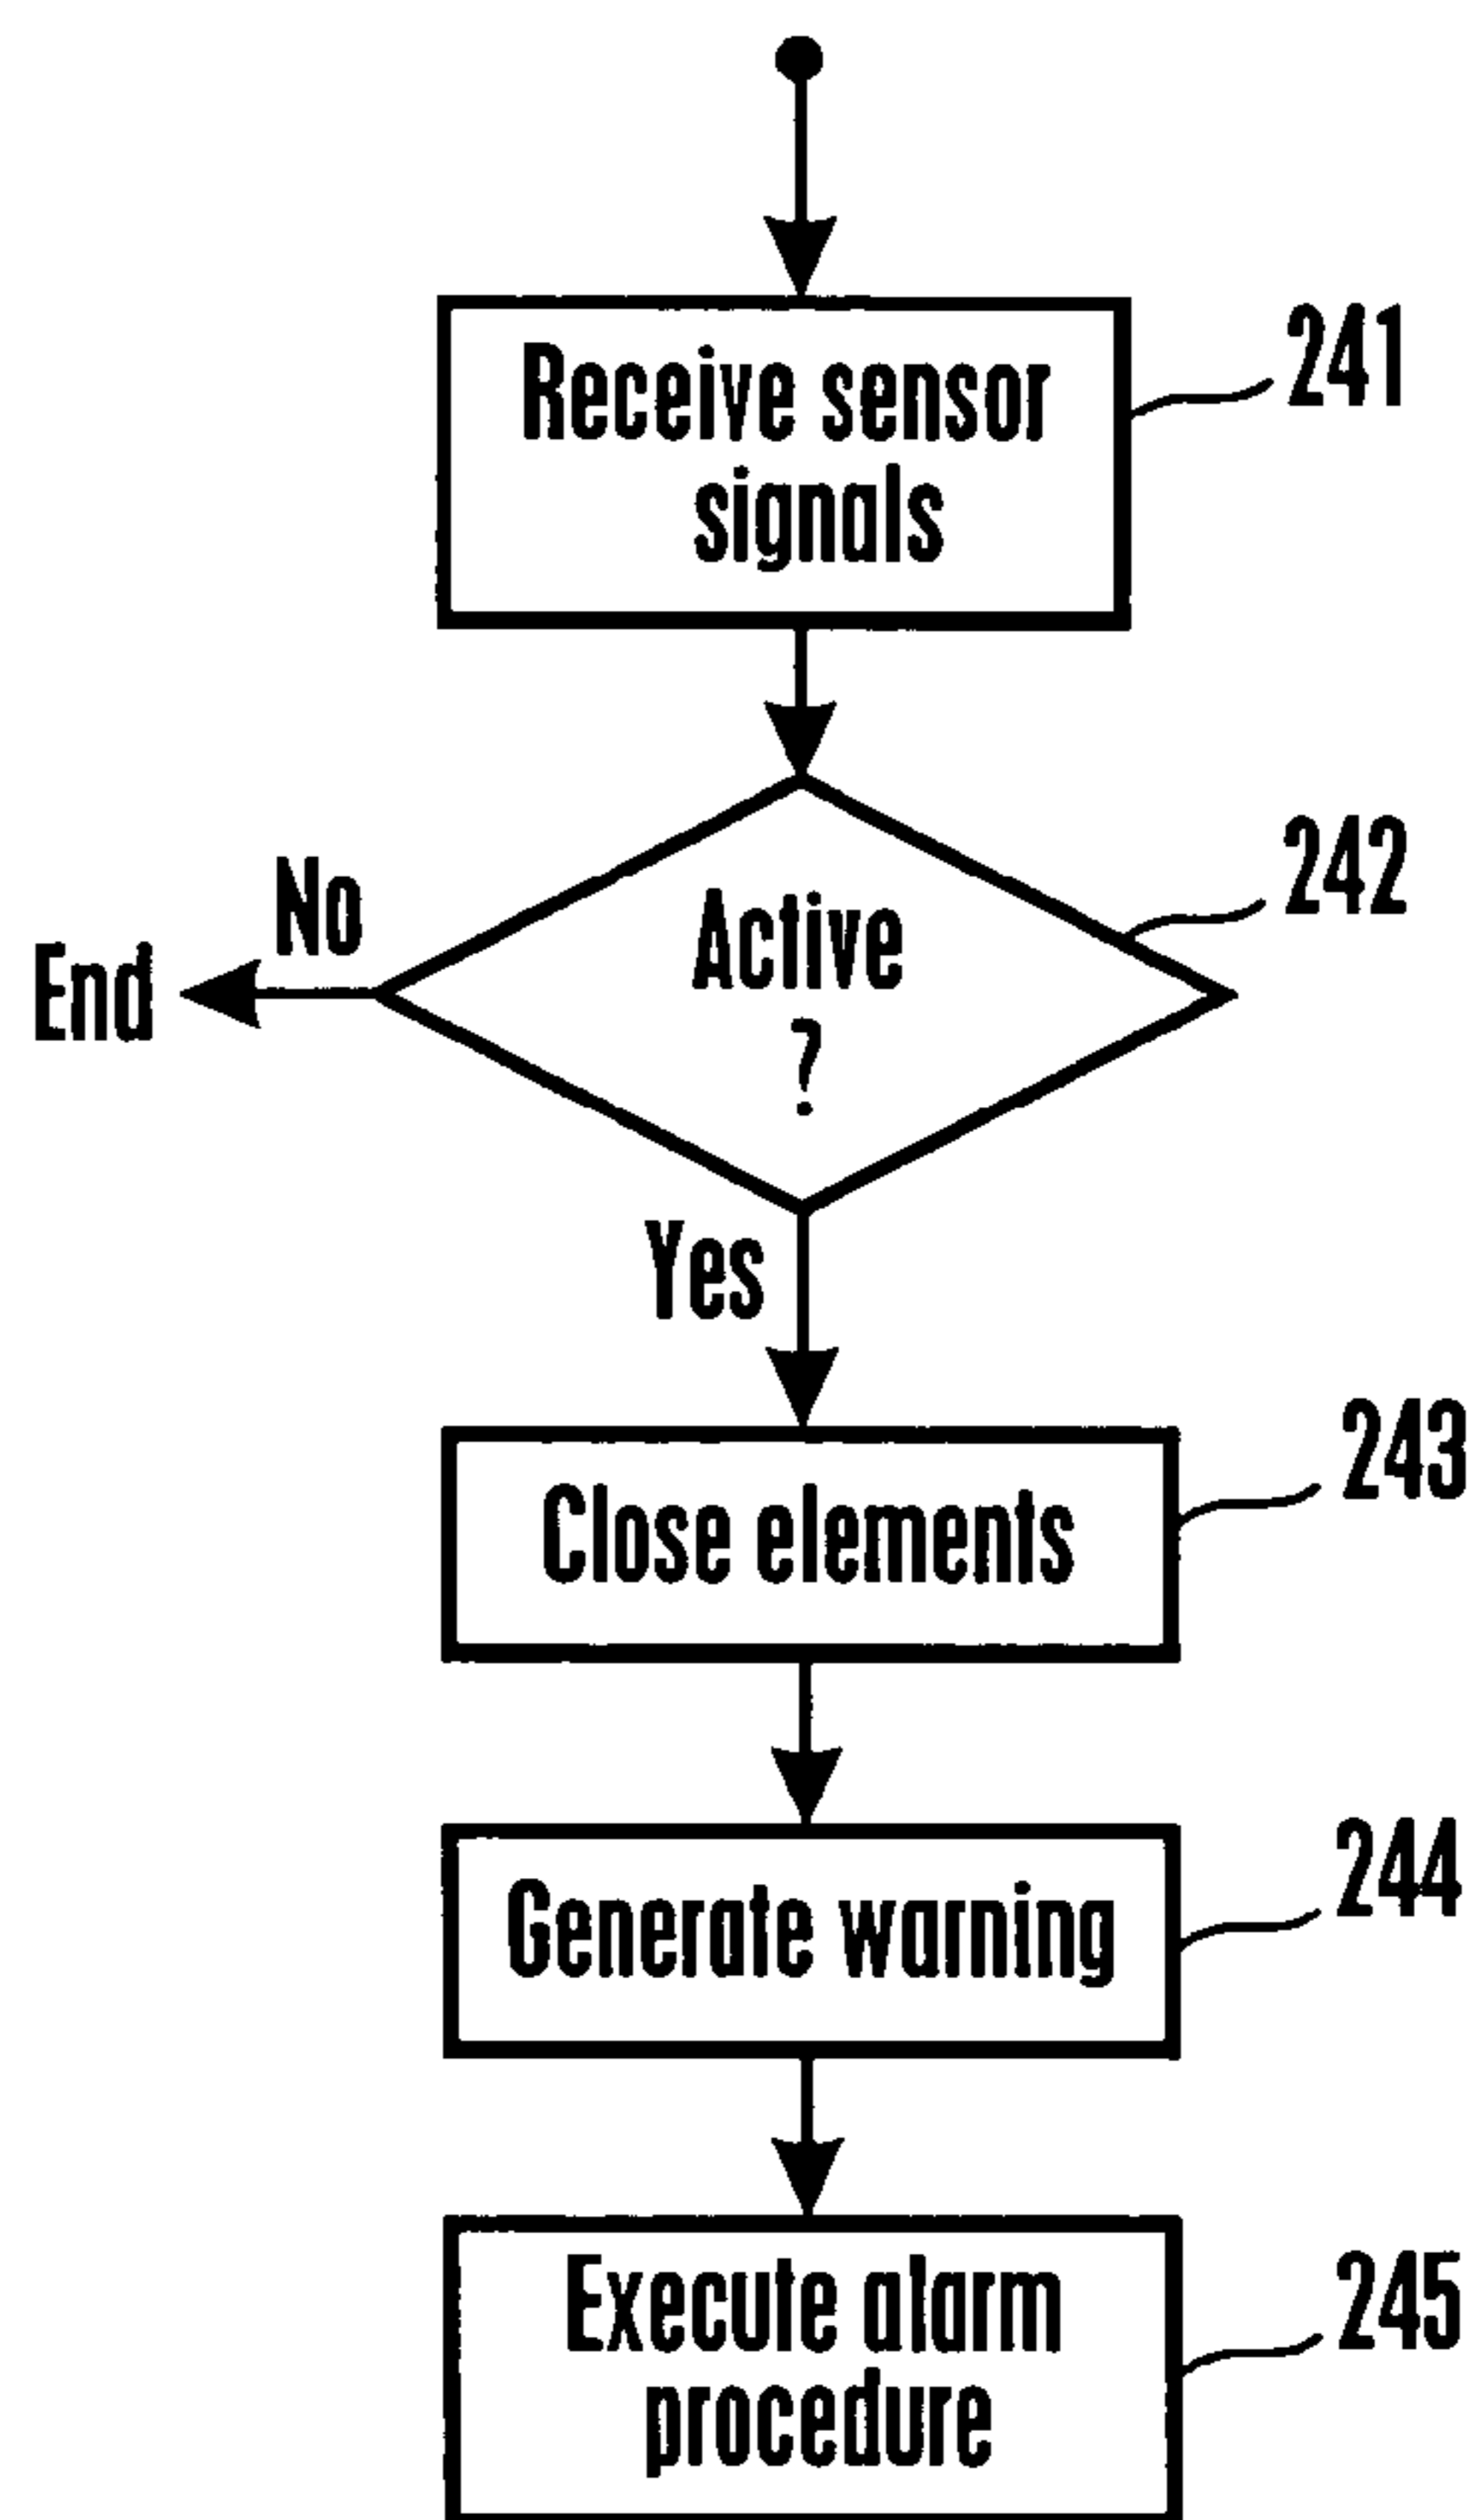 Receive sensor
signals
241
Active
?
242
No
End
Yes
Close elements
243
Generate warning
244
Execute alarm
procedure
245